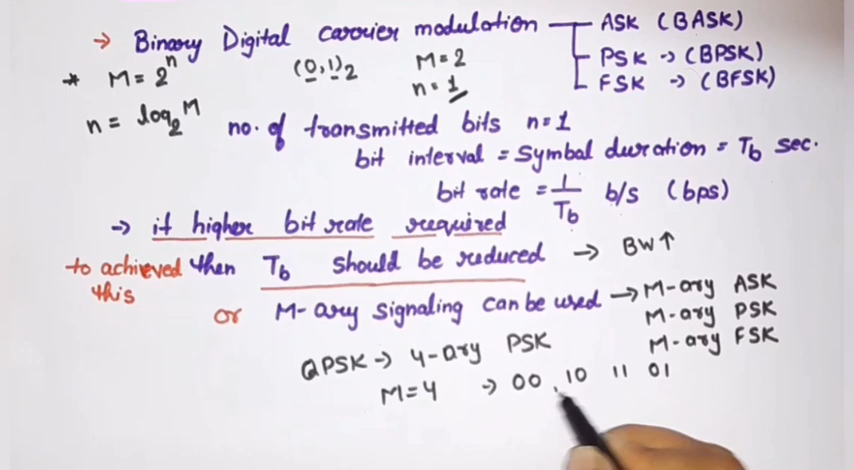 → Binary Digital carrier modulation — ASK (BASK)
PSK → (BPSK)
FSK → (BFSK)
* M = 2^n (0,1)₂ M = 2
n = 1
n = log₂M
no. of transmitted bits n=1
bit interval = Symbal duration = Tb sec.
bit rate = 1/Tb b/s (bps)
→ if higher bit rate required
to achieved then Tb should be reduced → BW↑
this
or M-ary signaling can be used → M-ary ASK
M-ary PSK
M-ary FSK
QPSK → 4-ary PSK
M=4 → 00, 10 11 01